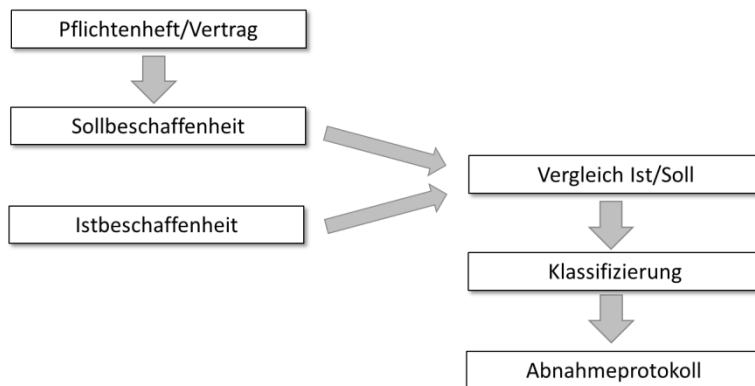 Pflichtenheft/Vertrag
Sollbeschaffenheit
Istbeschaffenheit
Vergleich Ist/Soll
Klassifizierung
Abnahmeprotokoll